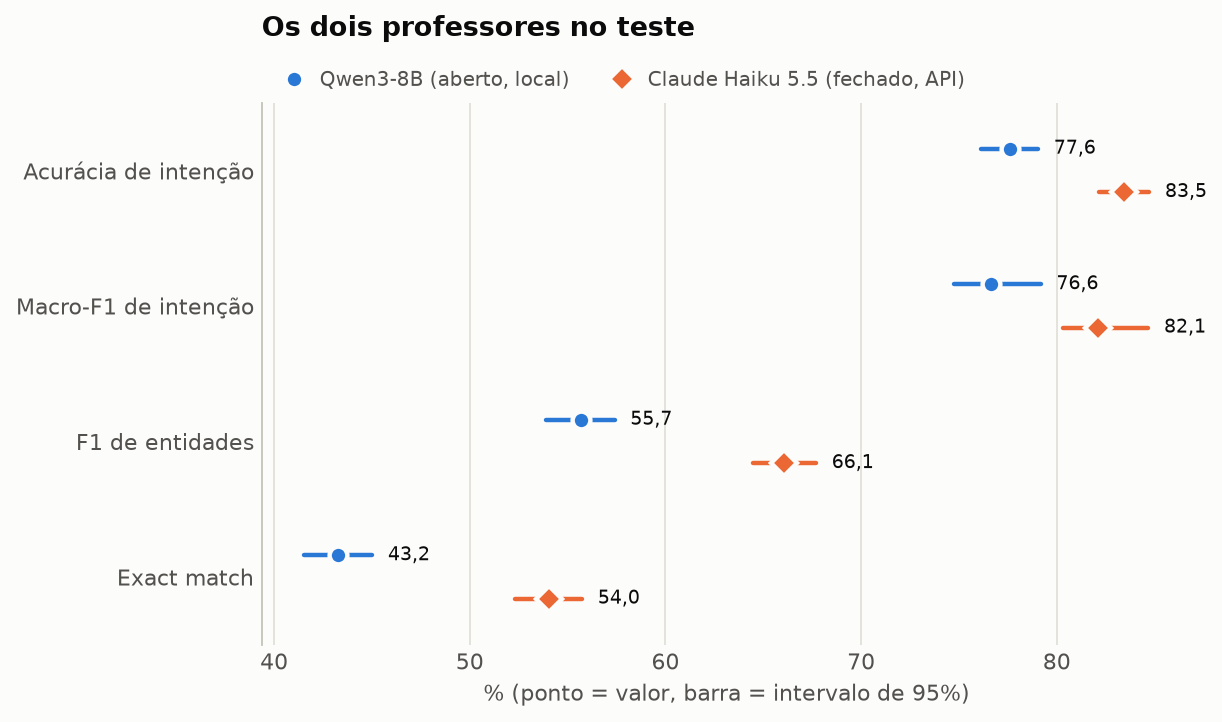 Os dois professores no teste
Qwen3-8B (aberto, local)
Claude Haiku 5.5 (fechado, API)
Acurácia de intenção
77,6
83,5
Macro-F1 de intenção
76,6
82,1
F1 de entidades
55,7
66,1
Exact match
43,2
54,0
40 50 60 70 80
% (ponto = valor, barra = intervalo de 95%)